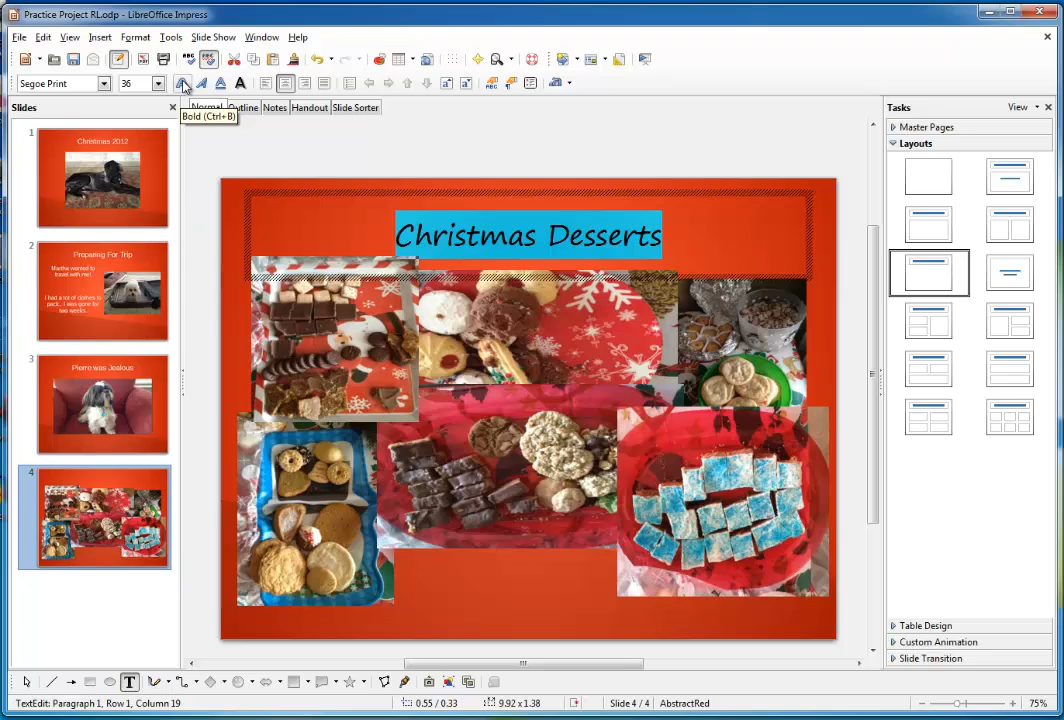 Practice Project RL.odp - LibreOffice Impress
File Edit View Insert Format Tools Slide Show Window Help
Segoe Print 36
Slides
Normal Outline Notes Handout Slide Sorter
Bold (Ctrl+B)
Tasks View
Master Pages
Layouts
1
Christmas 2012
2
Preparing For Trip
Martha wanted to
travel with me!
I had a lot of clothes to
pack.. I was gone for
two weeks.
3
Pierre was Jealous
4
Christmas Desserts
Table Design
Custom Animation
Slide Transition
TextEdit: Paragraph 1, Row 1, Column 19 0.55 / 0.33 9.92 x 1.38 Slide 4 / 4 AbstractRed 75%